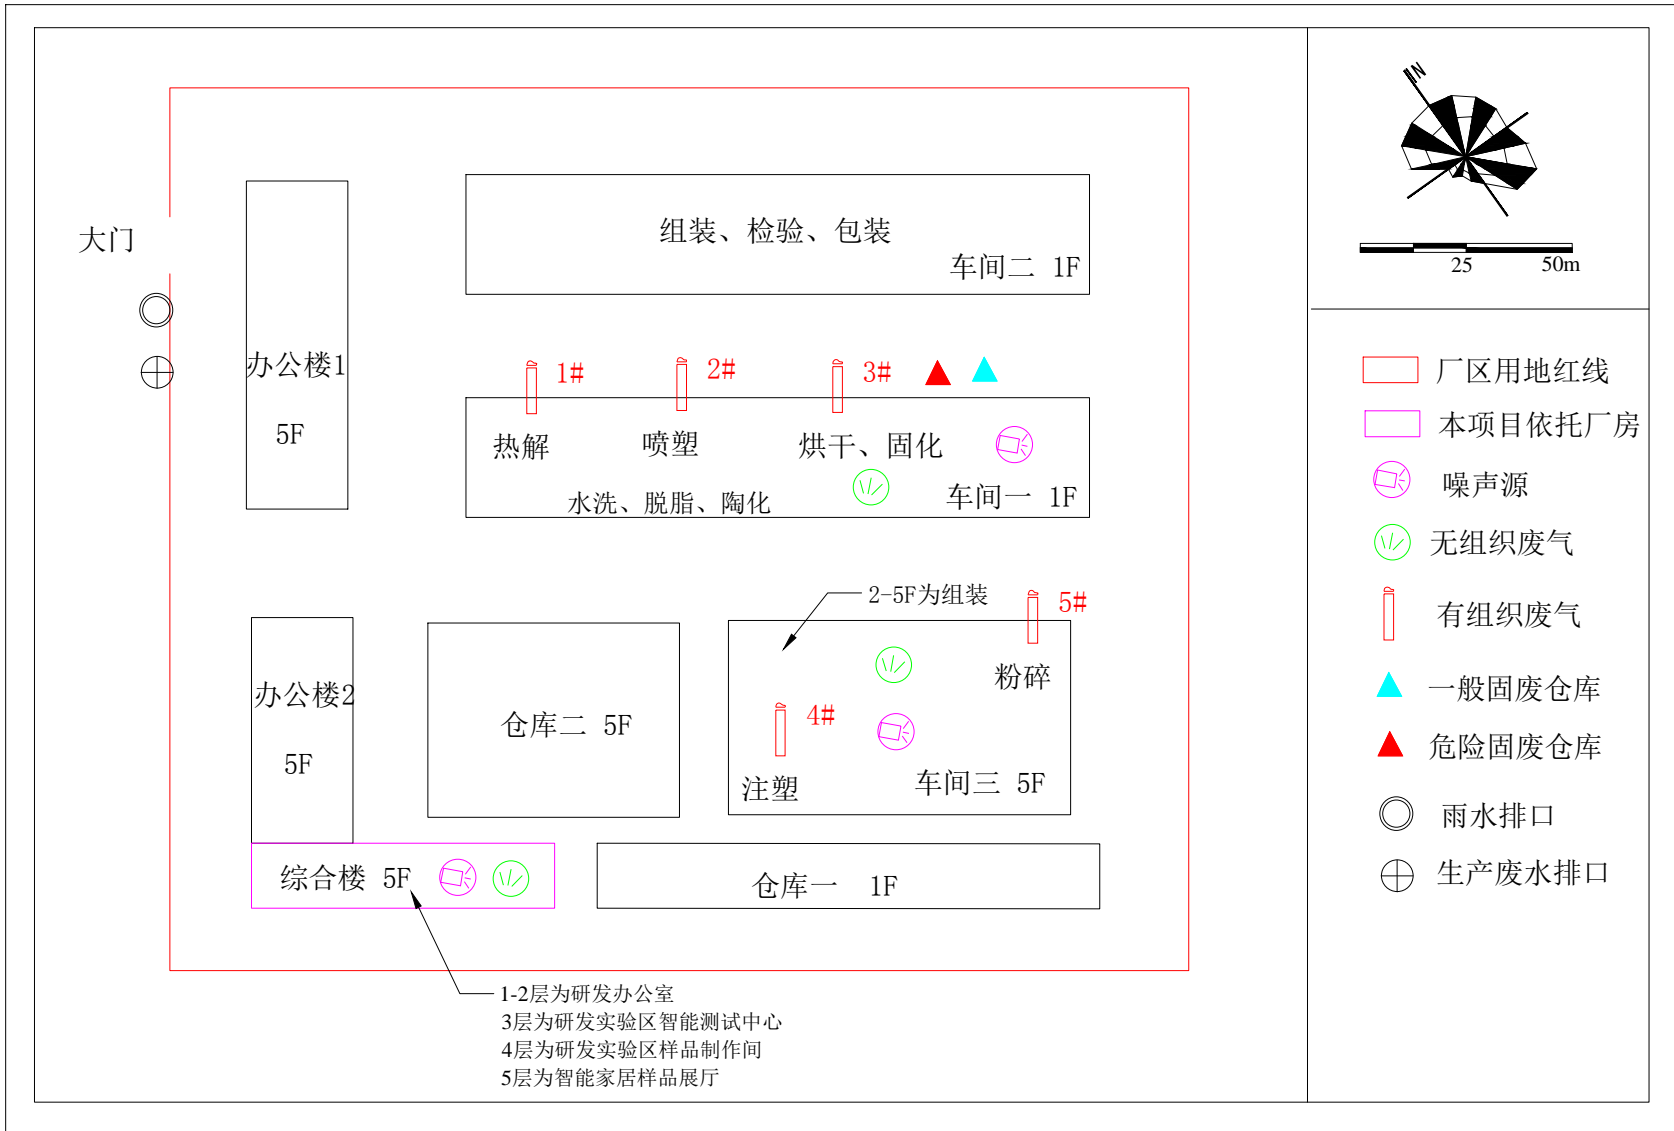 大门
组装、检验、包装
车间二 1F
办公楼1
5F
1#
2#
3#
热解
喷塑
烘干、固化
水洗、脱脂、陶化
车间一 1F
2-5F为组装
5#
粉碎
4#
注塑
车间三 5F
办公楼2
5F
仓库二 5F
综合楼 5F
仓库一 1F
1-2层为研发办公室
3层为研发实验区智能测试中心
4层为研发实验区样品制作间
5层为智能家居样品展厅
N
25
50m
厂区用地红线
本项目依托厂房
噪声源
无组织废气
有组织废气
一般固废仓库
危险固废仓库
雨水排口
生产废水排口